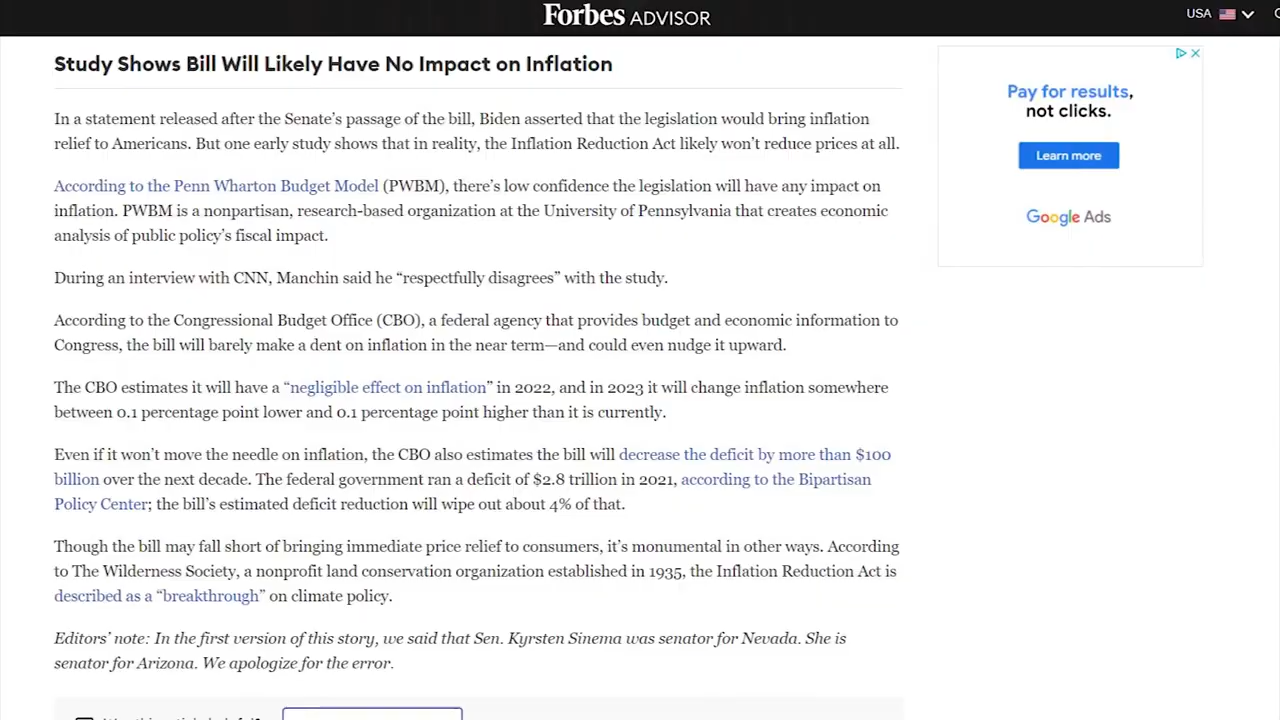 Forbes ADVISOR
USA
Study Shows Bill Will Likely Have No Impact on Inflation
In a statement released after the Senate’s passage of the bill, Biden asserted that the legislation would bring inflation
relief to Americans. But one early study shows that in reality, the Inflation Reduction Act likely won’t reduce prices at all.
According to the Penn Wharton Budget Model (PWBM), there’s low confidence the legislation will have any impact on
inflation. PWBM is a nonpartisan, research-based organization at the University of Pennsylvania that creates economic
analysis of public policy’s fiscal impact.
During an interview with CNN, Manchin said he “respectfully disagrees” with the study.
According to the Congressional Budget Office (CBO), a federal agency that provides budget and economic information to
Congress, the bill will barely make a dent on inflation in the near term—and could even nudge it upward.
The CBO estimates it will have a “negligible effect on inflation” in 2022, and in 2023 it will change inflation somewhere
between 0.1 percentage point lower and 0.1 percentage point higher than it is currently.
Even if it won’t move the needle on inflation, the CBO also estimates the bill will decrease the deficit by more than $100
billion over the next decade. The federal government ran a deficit of $2.8 trillion in 2021, according to the Bipartisan
Policy Center; the bill’s estimated deficit reduction will wipe out about 4% of that.
Though the bill may fall short of bringing immediate price relief to consumers, it’s monumental in other ways. According
to The Wilderness Society, a nonprofit land conservation organization established in 1935, the Inflation Reduction Act is
described as a “breakthrough” on climate policy.
Editors’ note: In the first version of this story, we said that Sen. Kyrsten Sinema was senator for Nevada. She is
senator for Arizona. We apologize for the error.
Pay for results,
not clicks.
Learn more
Google Ads